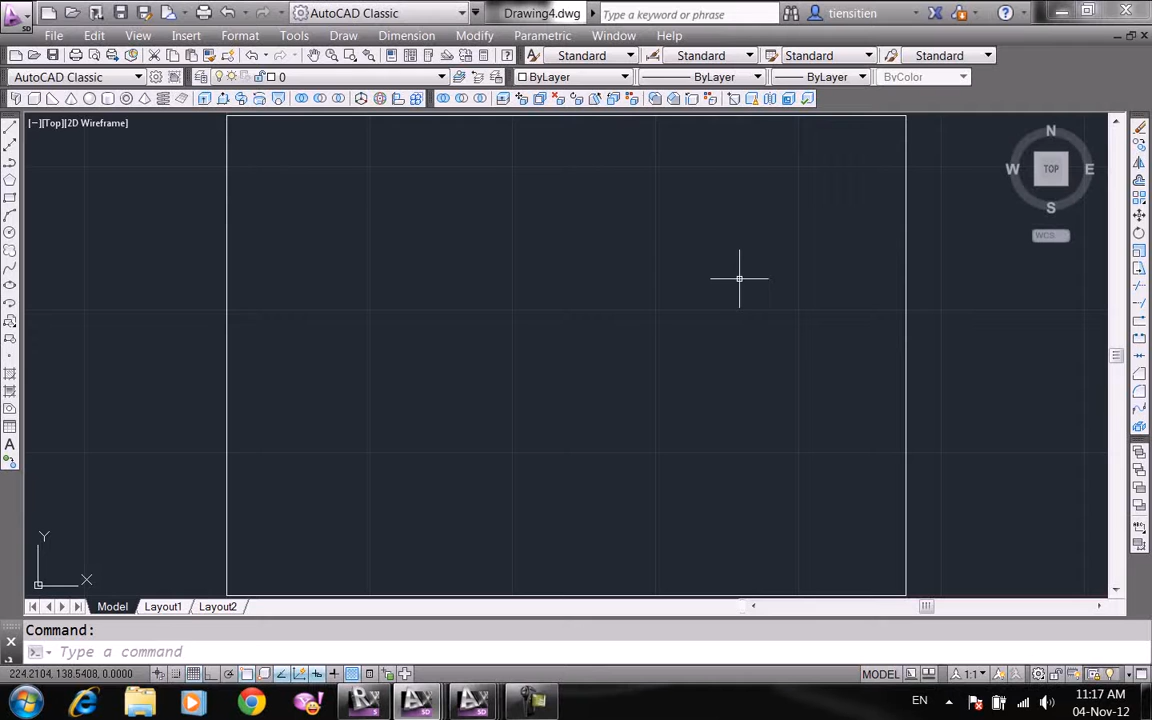 AutoCAD Classic
Drawing4.dwg
Type a keyword or phrase
tiensitien
SD
File Edit View Insert Format Tools Draw Dimension Modify Parametric Window Help
Standard Standard Standard Standard
AutoCAD Classic 0 ByLayer ByLayer ByLayer ByColor
[−][Top][2D Wireframe]
N
W TOP E
S
WCS
A
Y
X
Model Layout1 Layout2
Command:
Type a command
224.2104, 138.5408, 0.0000 MODEL 1:1
EN 11:17 AM
04-Nov-12